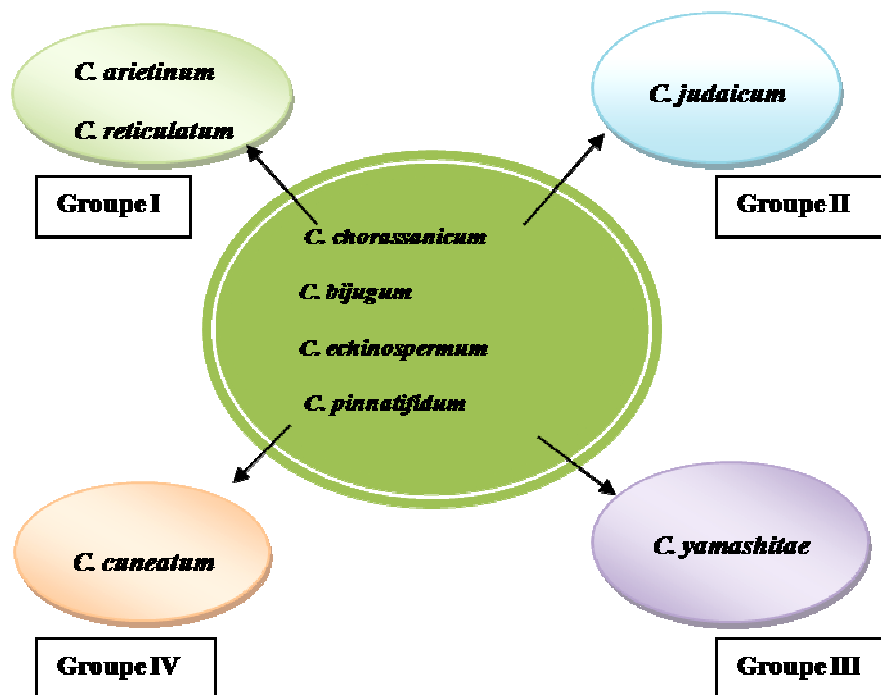 C. arietinum
C. reticulatum
Groupe I
C. judaicum
Groupe II
C. chorassanicum
C. bijugum
C. echinospermum
C. pinnatifidum
C. cuneatum
Groupe IV
C. yamashitae
Groupe III